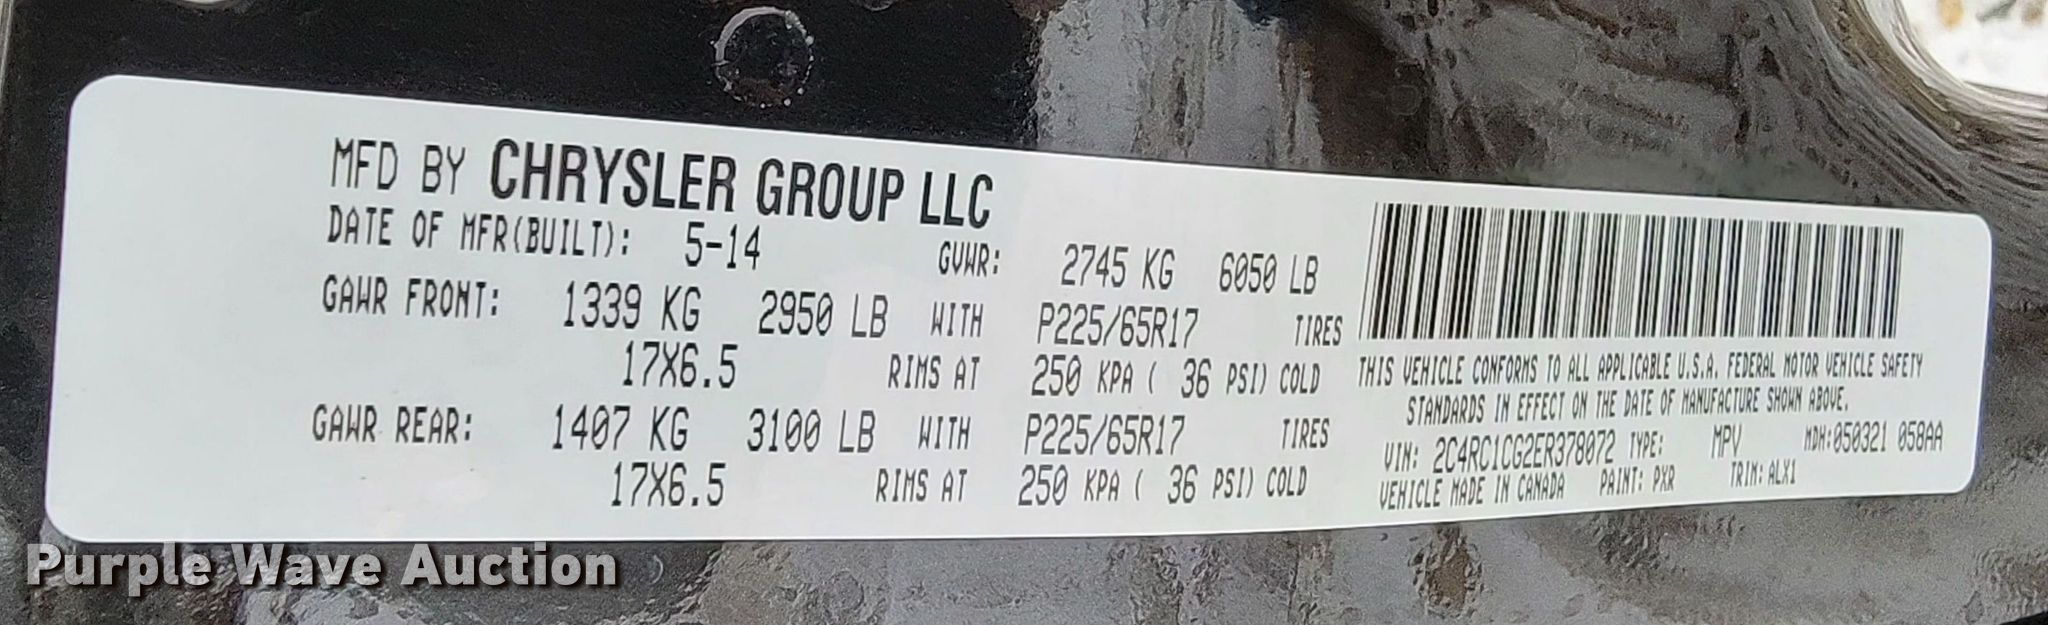 MFD BY CHRYSLER GROUP LLC
DATE OF MFR(BUILT): 5-14 GVWR: 2745 KG 6050 LB
GAWR FRONT: 1339 KG 2950 LB WITH P225/65R17 TIRES
17X6.5 RIMS AT 250 KPA ( 36 PSI) COLD
GAWR REAR: 1407 KG 3100 LB WITH P225/65R17 TIRES
17X6.5 RIMS AT 250 KPA ( 36 PSI) COLD
THIS VEHICLE CONFORMS TO ALL APPLICABLE U.S.A. FEDERAL MOTOR VEHICLE SAFETY
STANDARDS IN EFFECT ON THE DATE OF MANUFACTURE SHOWN ABOVE.
VIN: 2C4RC1CG2ER378072 TYPE: MPV MDH:050321 058AA
VEHICLE MADE IN CANADA PAINT: PXR TRIM: ALX1
Purple Wave Auction